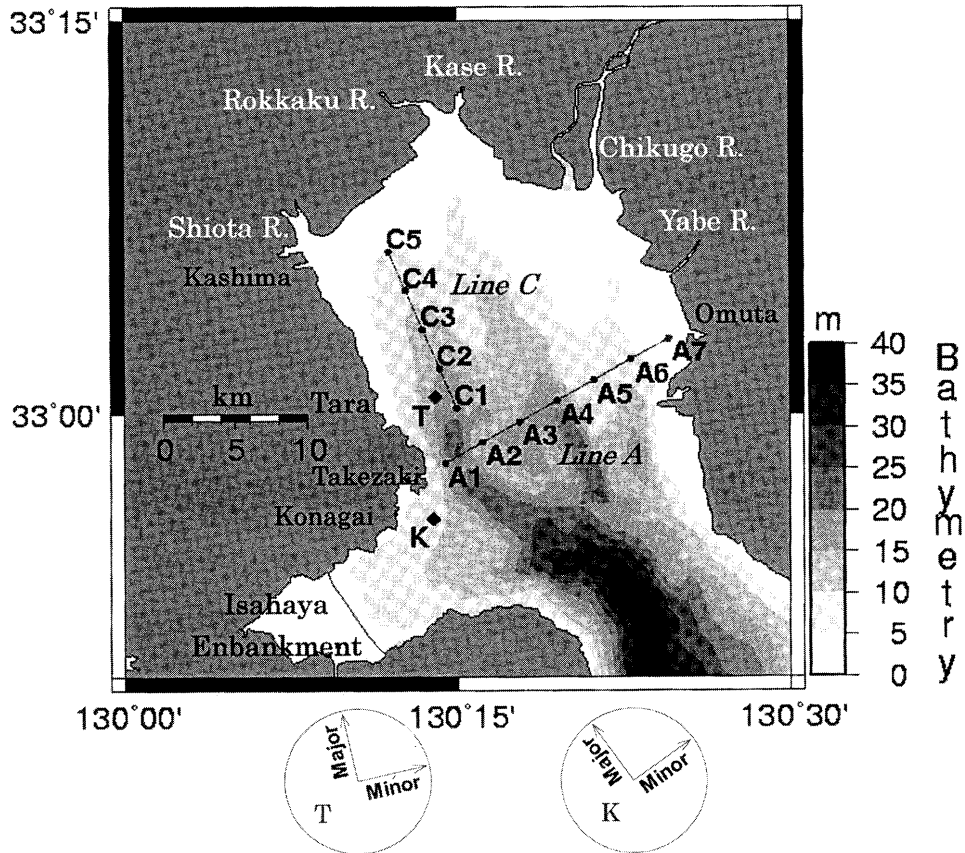 33°15'
Kase R.
Rokkaku R.
Chikugo R.
Yabe R.
Shiota R.
C5
Kashima
C4
Line C
Omuta
m
C3
40
A7
C2
A6
35
km
Tara
C1
A5
30
33°00'
T
A4
0 5 10
A3
25
A2
Line A
Takezaki
A1
20
Konagai
K
15
10
Isahaya
5
Enbankment
0
Bathymetry
130°00'
130°15'
130°30'
Major
Minor
T
Major
Minor
K